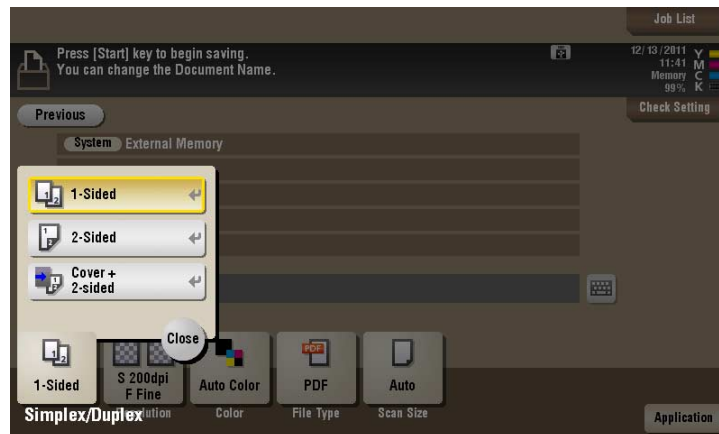 Job List
Press [Start] key to begin saving.
You can change the Document Name.
12/13/2011
11:41
Memory
99%
Y
M
C
K
Previous
Check Setting
System External Memory
1-Sided
2-Sided
Cover +
2-sided
Close
1-Sided
S 200dpi
F Fine
Auto Color
PDF
PDF
Auto
Simplex/Duplex
Color
File Type
Scan Size
Application